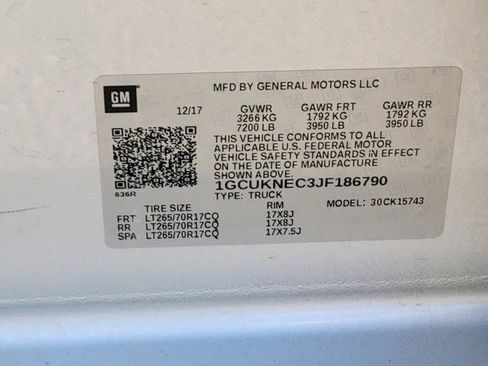 GM
MFD BY GENERAL MOTORS LLC
12/17 GVWR GAWR FRT GAWR RR
3266 KG 1792 KG 1792 KG
7200 LB 3950 LB 3950 LB
THIS VEHICLE CONFORMS TO ALL
APPLICABLE U.S. FEDERAL MOTOR
VEHICLE SAFETY STANDARDS IN EFFECT
ON THE DATE OF MANUFACTURE SHOWN ABOVE.
1GCUKNEC3JF186790
636R
TYPE: TRUCK MODEL: 30CK15743
TIRE SIZE RIM
FRT LT265/70R17CQ 17X8J
RR LT265/70R17CQ 17X8J
SPA LT265/70R17CQ 17X7.5J